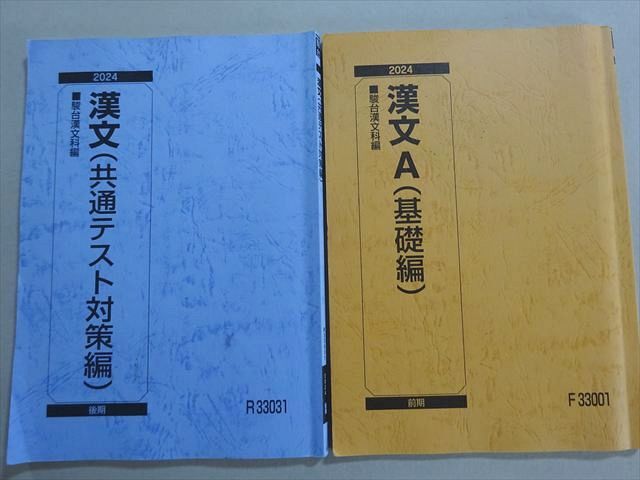 2024
漢文(共通テスト対策編)
■駿台漢文科編
後期
R33031
2024
漢文A(基礎編)
■駿台漢文科編
前期
F33001